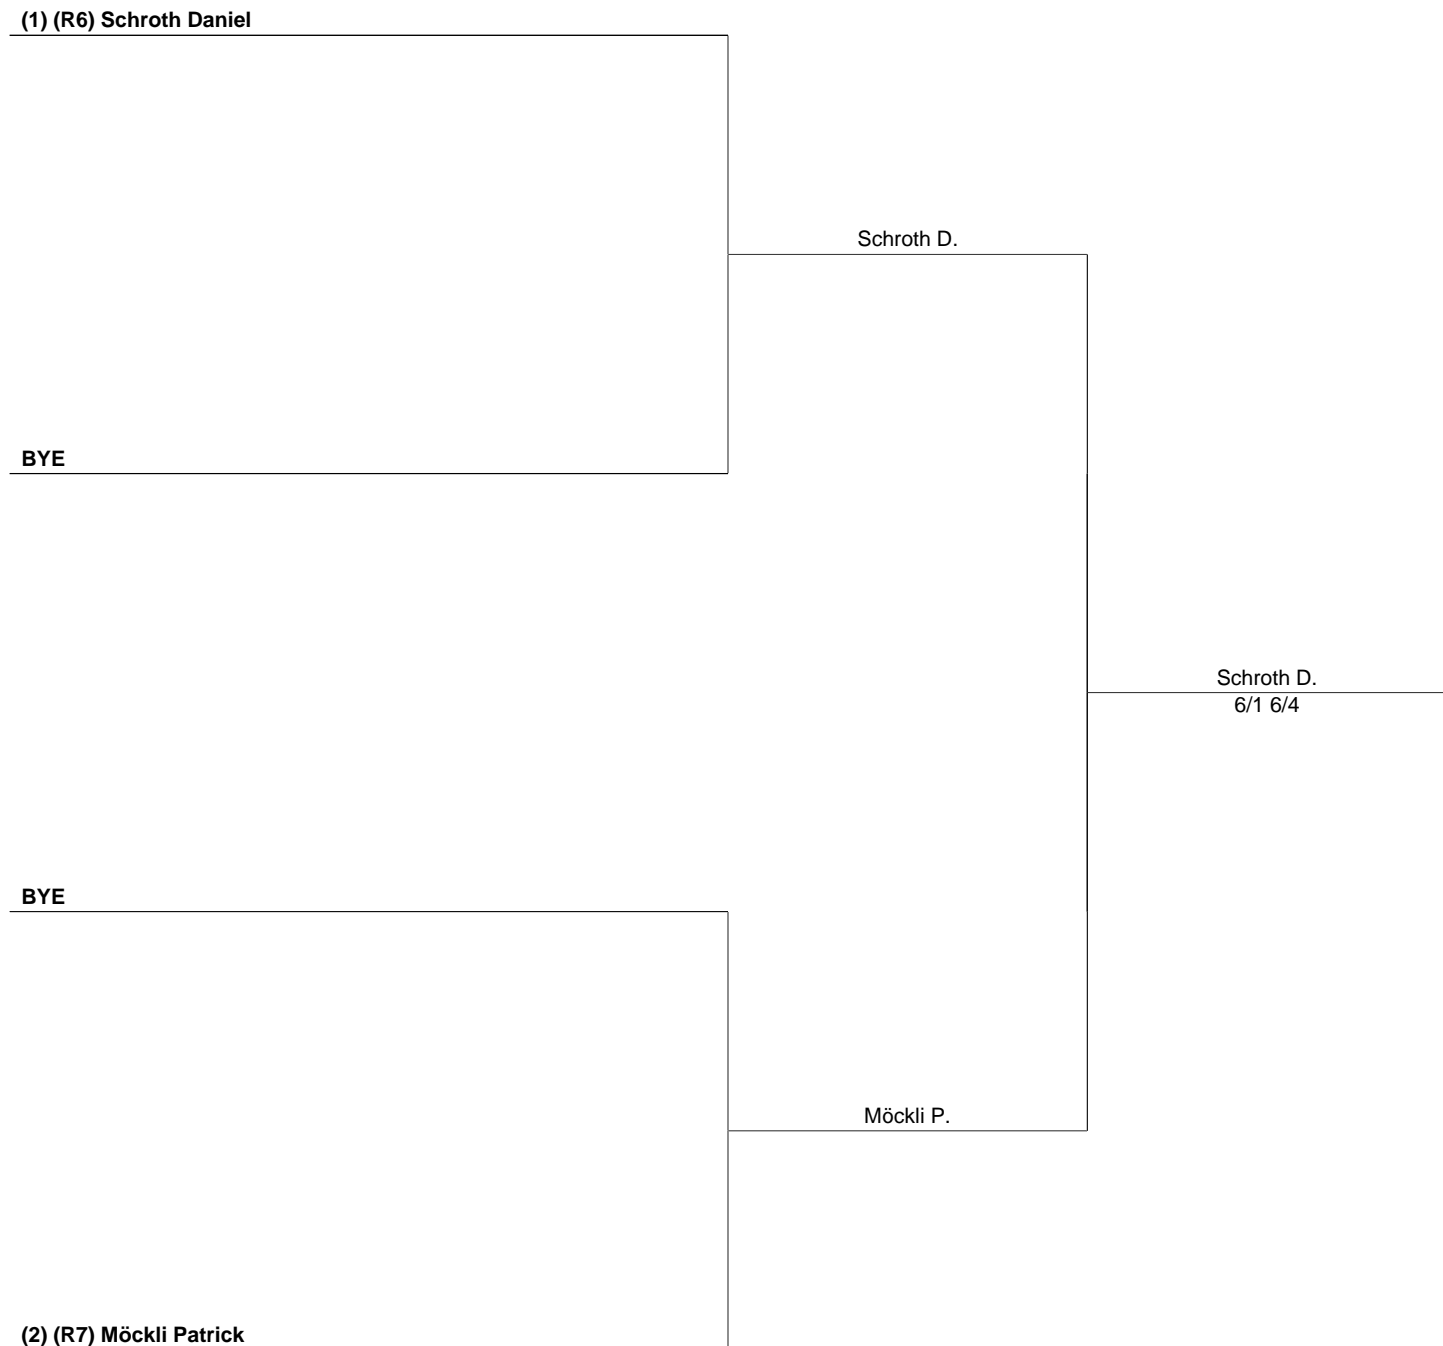 (1) (R6) Schroth Daniel
Schroth D.
BYE
Schroth D.
6/1 6/4
BYE
Möckli P.
(2) (R7) Möckli Patrick